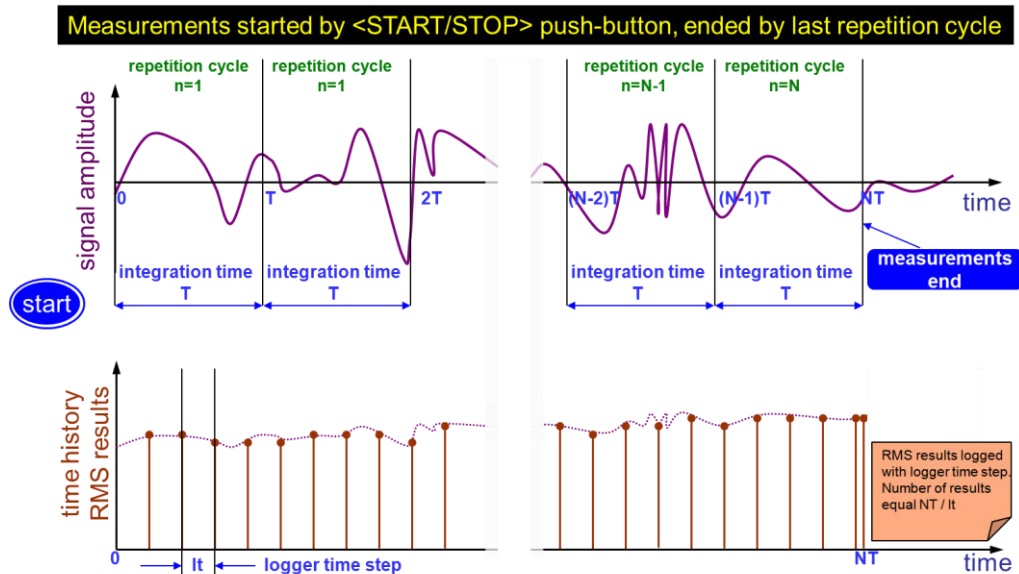 Measurements started by <START/STOP> push-button, ended by last repetition cycle
repetition cycle
n=1
repetition cycle
n=1
repetition cycle
n=N-1
repetition cycle
n=N
signal amplitude
0
T
2T
(N-2)T
(N-1)T
NT
time
integration time
T
integration time
T
integration time
T
integration time
T
measurements
end
start
time history
RMS results
RMS results logged
with logger time step.
Number of results
equal NT / lt
0
lt
logger time step
NT
time